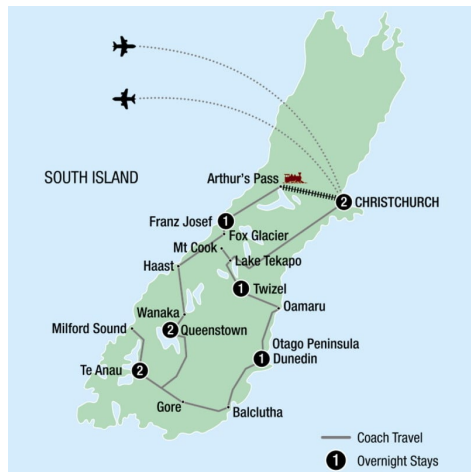 SOUTH ISLAND
Arthur's Pass
2 CHRISTCHURCH
Franz Josef 1
Fox Glacier
Mt Cook
Lake Tekapo
Haast
1 Twizel
Oamaru
Wanaka
Milford Sound
2 Queenstown
Otago Peninsula
1 Dunedin
Te Anau 2
Gore
Balclutha
Coach Travel
1 Overnight Stays